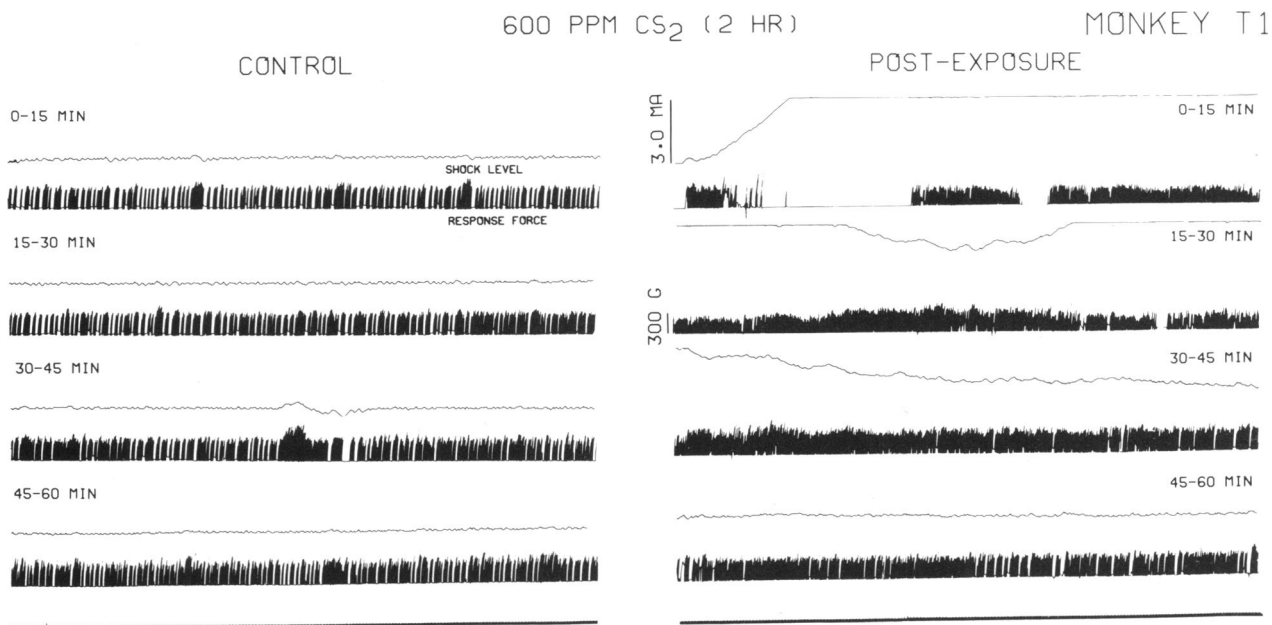 600 PPM CS2 (2 HR)
MONKEY T1
CONTROL
0-15 MIN
SHOCK LEVEL
RESPONSE FORCE
15-30 MIN
30-45 MIN
45-60 MIN
POST-EXPOSURE
3.0 MA
0-15 MIN
15-30 MIN
300 G
30-45 MIN
45-60 MIN